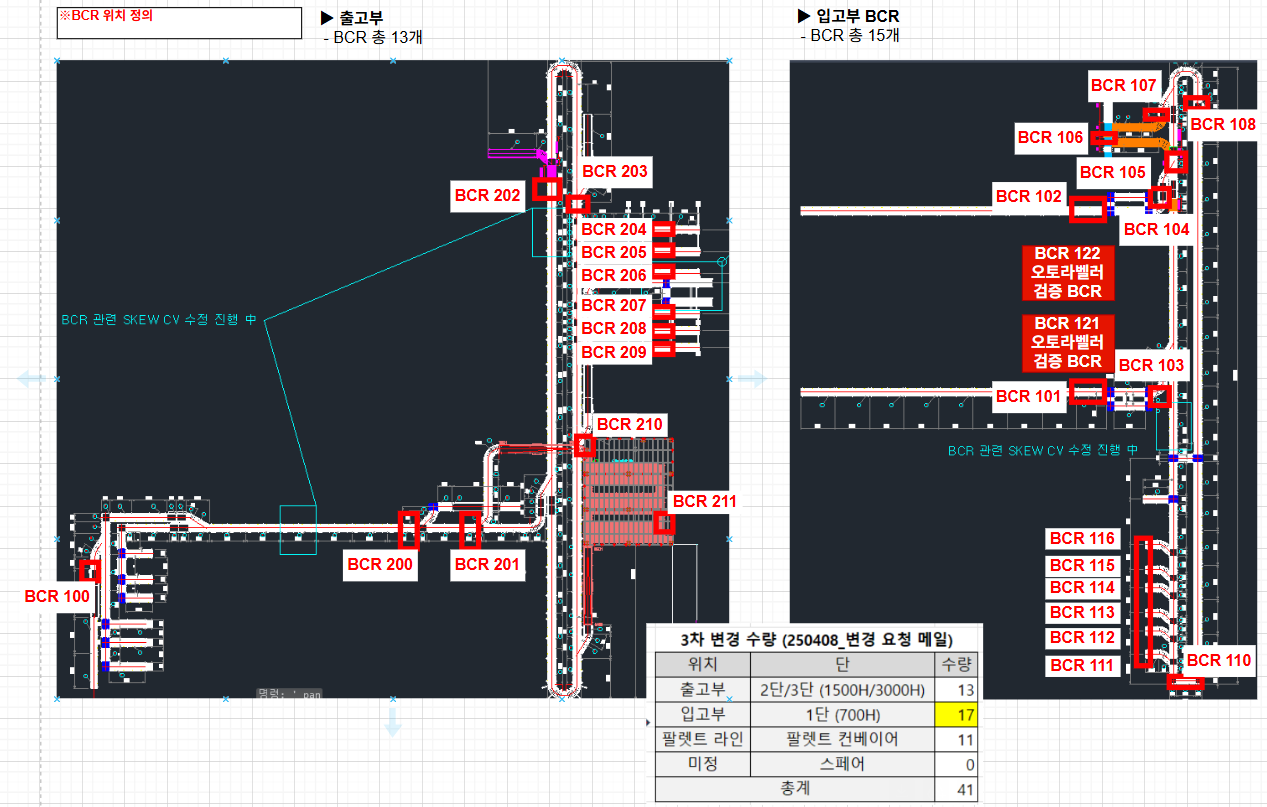 ※BCR 위치 정의
▶ 출고부
- BCR 총 13개
▶ 입고부 BCR
- BCR 총 15개
BCR 202
BCR 203
BCR 204
BCR 205
BCR 206
BCR 207
BCR 208
BCR 209
BCR 관련 SKEW CV 수정 진행 中
BCR 210
BCR 211
BCR 200
BCR 201
BCR 100
명령: ' pan
BCR 107
BCR 108
BCR 106
BCR 105
BCR 102
BCR 104
BCR 122
오토라벨러
검증 BCR
BCR 121
오토라벨러
검증 BCR
BCR 103
BCR 101
BCR 관련 SKEW CV 수정 진행 中
BCR 116
BCR 115
BCR 114
BCR 113
BCR 112
BCR 111
BCR 110
3차 변경 수량 (250408_변경 요청 메일)
위치 단 수량
출고부 2단/3단 (1500H/3000H) 13
입고부 1단 (700H) 17
팔렛트 라인 팔렛트 컨베이어 11
미정 스페어 0
총계 41